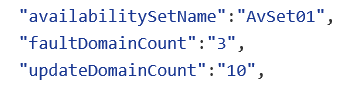 "availabilitySetName":"AvSet01",
"faultDomainCount":"3",
"updateDomainCount":"10",